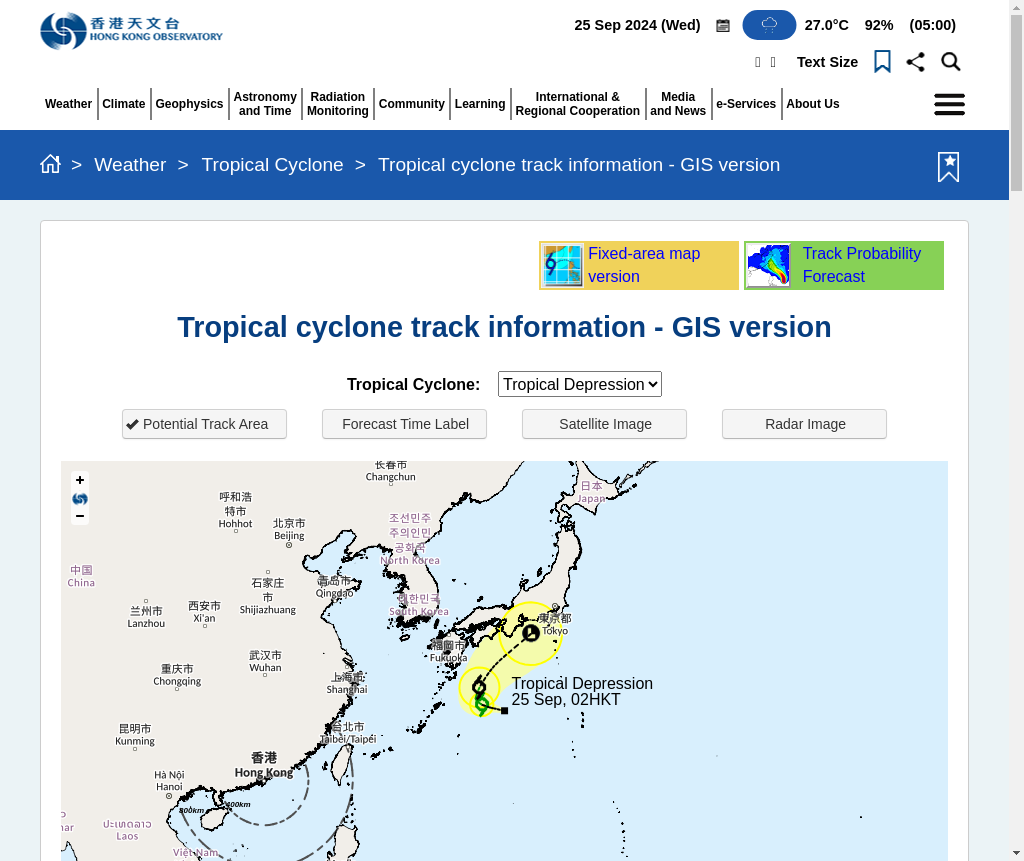 香港天文台
HONG KONG OBSERVATORY
25 Sep 2024 (Wed)
27.0°C 92% (05:00)
Text Size
Weather
Climate
Geophysics
Astronomy
and Time
Radiation
Monitoring
Community
Learning
International &
Regional Cooperation
Media
and News
e-Services
About Us
> Weather > Tropical Cyclone > Tropical cyclone track information - GIS version
Fixed-area map
version
Track Probability
Forecast
Tropical cyclone track information - GIS version
Tropical Cyclone: Tropical Depression
Potential Track Area
Forecast Time Label
Satellite Image
Radar Image
+
−
长春市
Changchun
日本
Japan
呼和浩
特市
Hohhot
北京市
Beijing
조선민주
주의인민
공화국
North Korea
中国
China
石家庄
市
Shijiazhuang
青岛市
Qingdao
대한민국
South Korea
兰州市
Lanzhou
西安市
Xi'an
東京都
Tokyo
福岡市
Fukuoka
武汉市
Wuhan
重庆市
Chongqing
上海市
Shanghai
Tropical Depression
25 Sep, 02HKT
昆明市
Kunming
台北市
Taibei/Taipei
香港
Hong Kong
Hà Nội
Hanoi
800km
400km
ປະເທດລາວ
Laos
Việt Nam